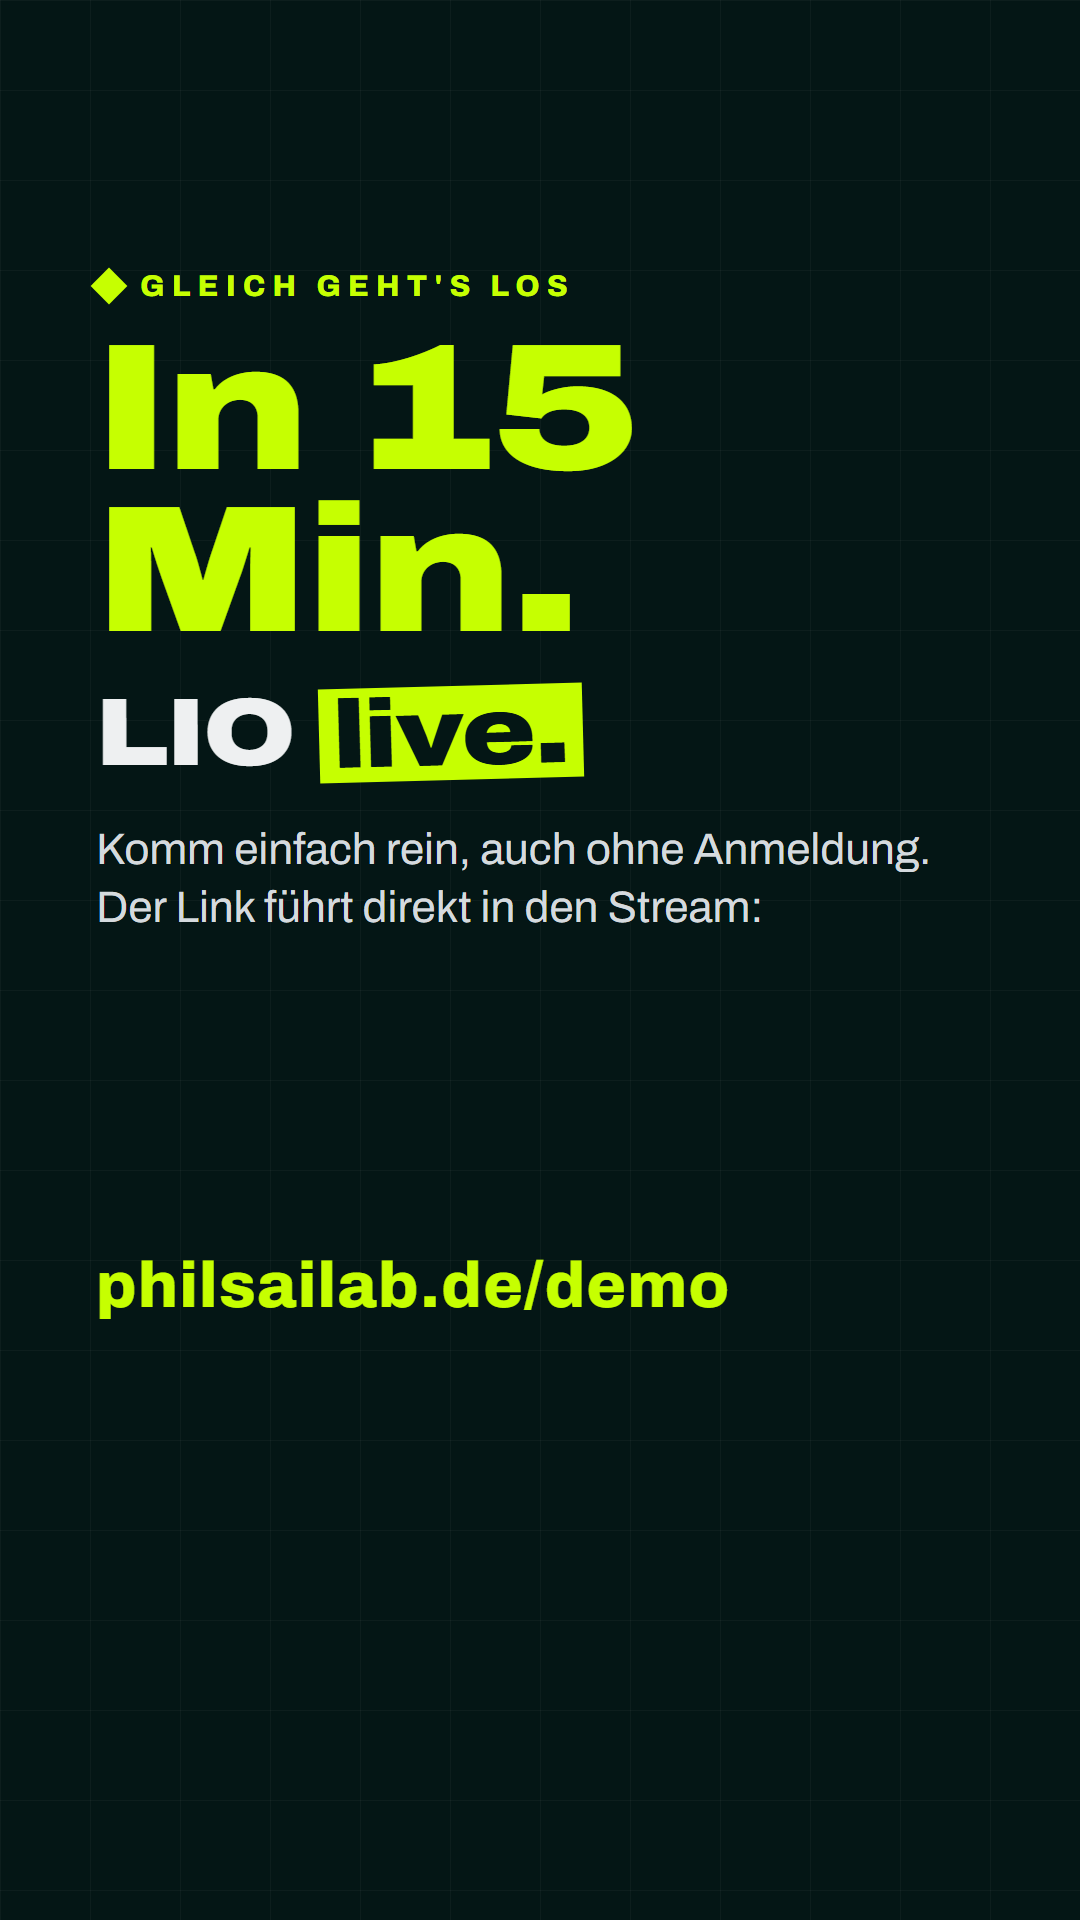 GLEICH GEHT'S LOS
In 15
Min.
LIO live.
Komm einfach rein, auch ohne Anmeldung.
Der Link führt direkt in den Stream:
philsailab.de/demo